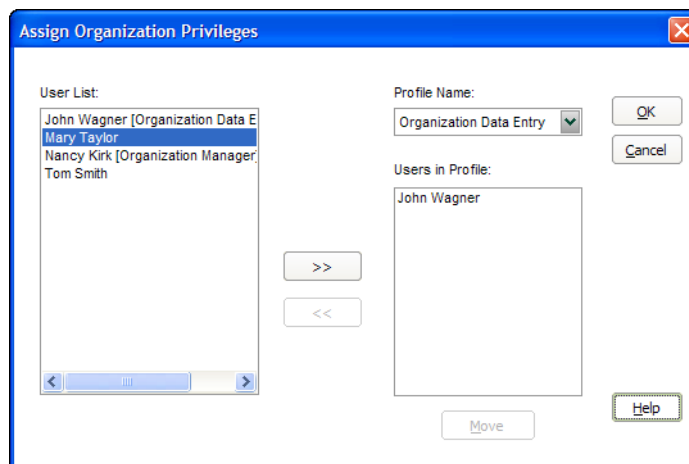 Assign Organization Privileges
User List:
John Wagner [Organization Data E
Mary Taylor
Nancy Kirk [Organization Manager]
Tom Smith
>>
<<
Profile Name:
Organization Data Entry
Users in Profile:
John Wagner
Move
OK
Cancel
Help